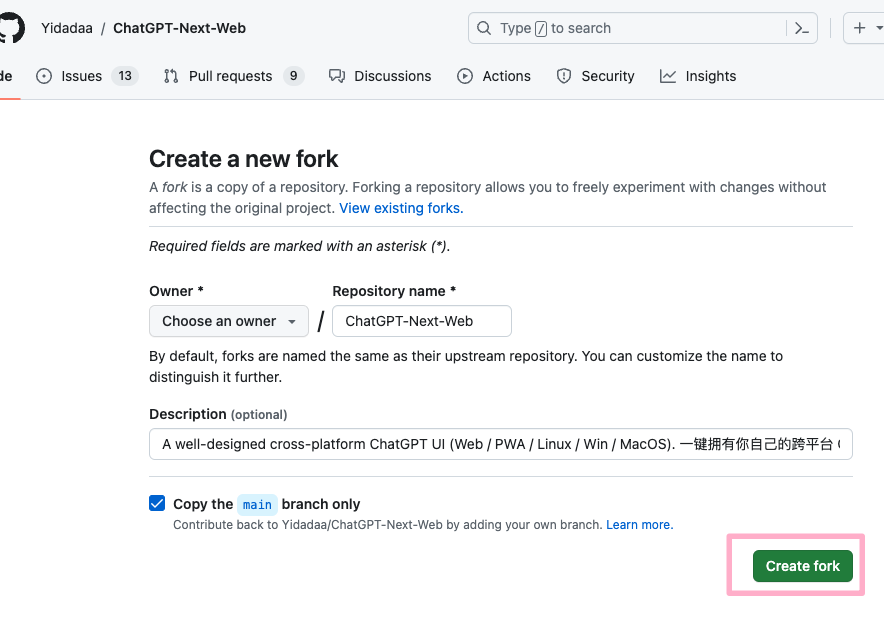 Yidadaa / ChatGPT-Next-Web Type / to search
Issues 13 Pull requests 9 Discussions Actions Security Insights
Create a new fork
A fork is a copy of a repository. Forking a repository allows you to freely experiment with changes without
affecting the original project. View existing forks.
Required fields are marked with an asterisk (*).
Owner * Repository name *
Choose an owner / ChatGPT-Next-Web
By default, forks are named the same as their upstream repository. You can customize the name to
distinguish it further.
Description (optional)
A well-designed cross-platform ChatGPT UI (Web / PWA / Linux / Win / MacOS). 一键拥有你自己的跨平台
Copy the main branch only
Contribute back to Yidadaa/ChatGPT-Next-Web by adding your own branch. Learn more.
Create fork